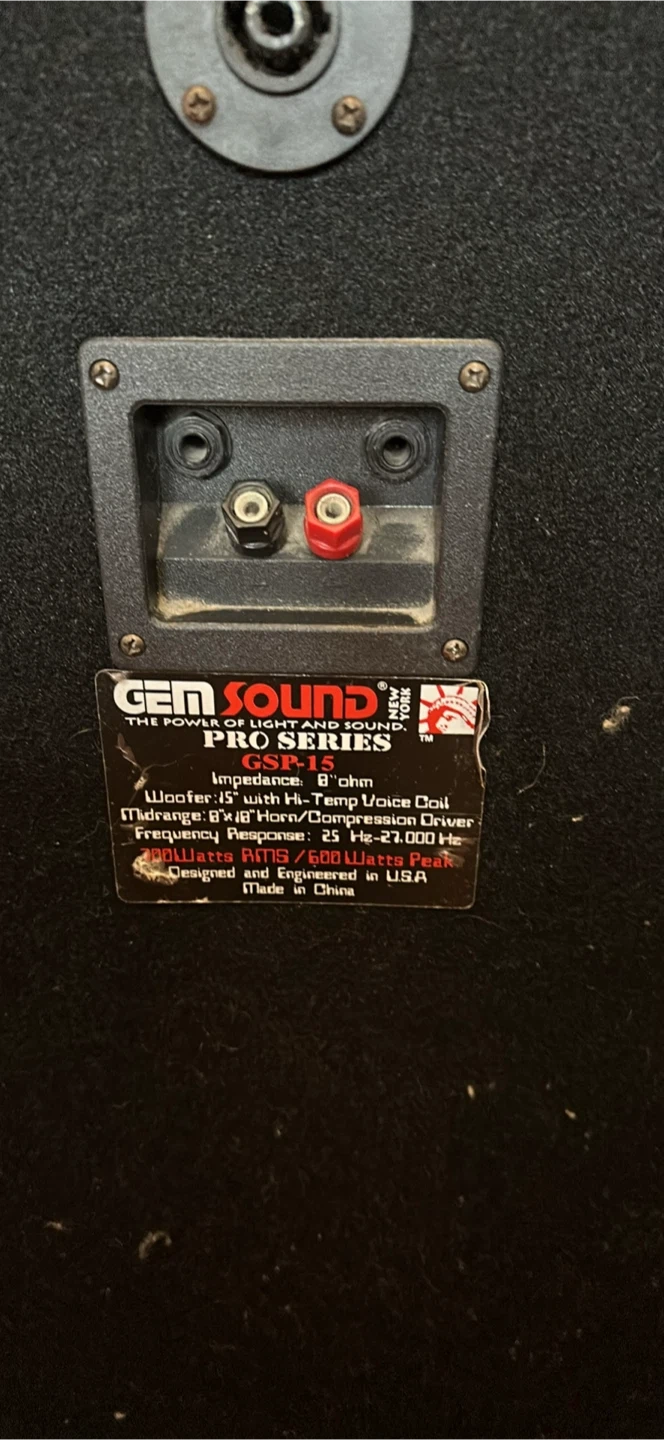 GEM SOUND®
NEW YORK
THE POWER OF LIGHT AND SOUND.
TM
PRO SERIES
GSP-15
Impedance: 8"ohm
Woofer:15" with Hi-Temp Voice Coil
Midrange:8"x18"Horn/Compression Driver
Frequency Response: 25 Hz-27.000 Hz
Watts RMS /600 Watts Peak
Designed and Engineered in U.S.A
Made in China